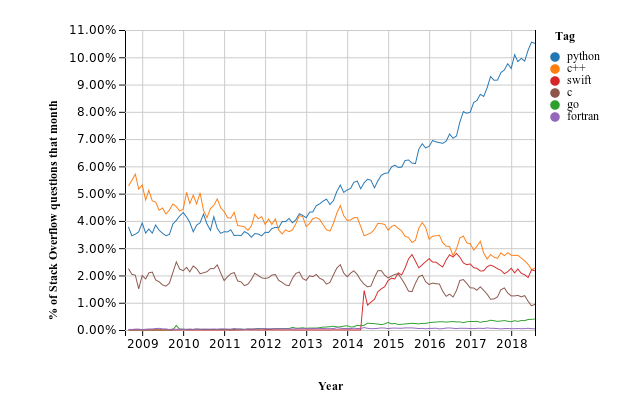 11.00%
10.00%
9.00%
8.00%
7.00%
6.00%
5.00%
4.00%
3.00%
2.00%
1.00%
0.00%
% of Stack Overflow questions that month
2009 2010 2011 2012 2013 2014 2015 2016 2017 2018
Year
Tag
python
c++
swift
c
go
fortran